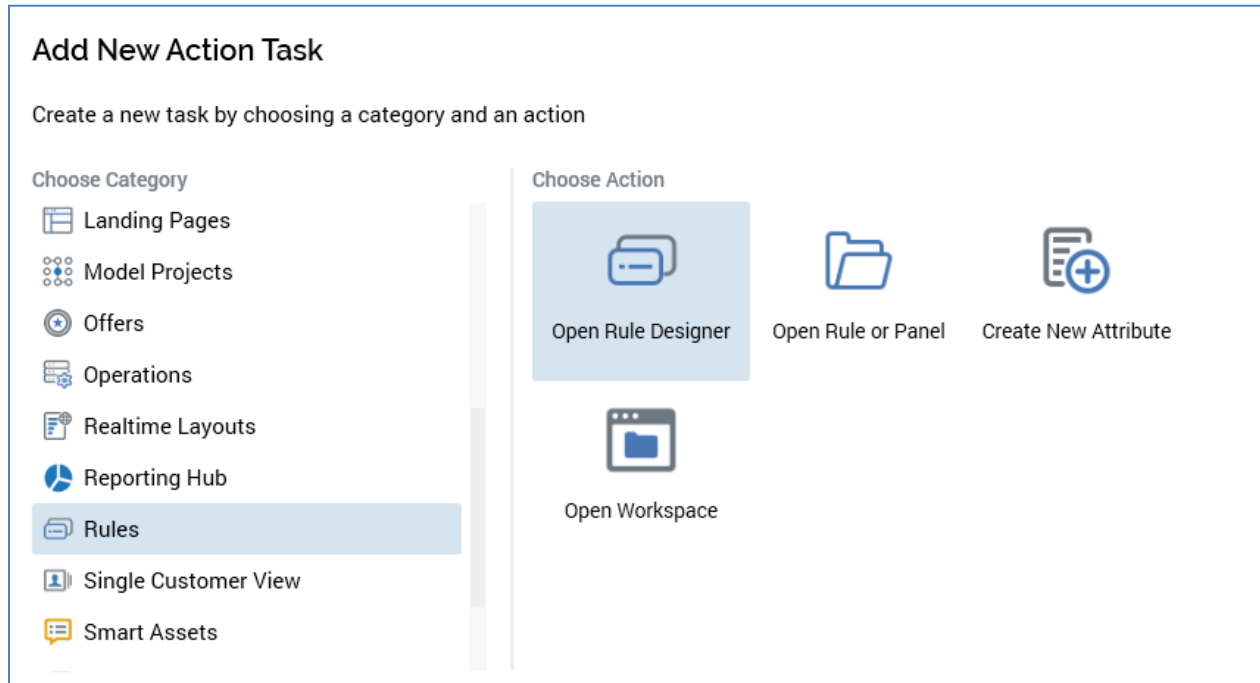 Add New Action Task
Create a new task by choosing a category and an action
Choose Category
Landing Pages
Model Projects
Offers
Operations
Realtime Layouts
Reporting Hub
Rules
Single Customer View
Smart Assets
Choose Action
Open Rule Designer
Open Rule or Panel
Create New Attribute
Open Workspace